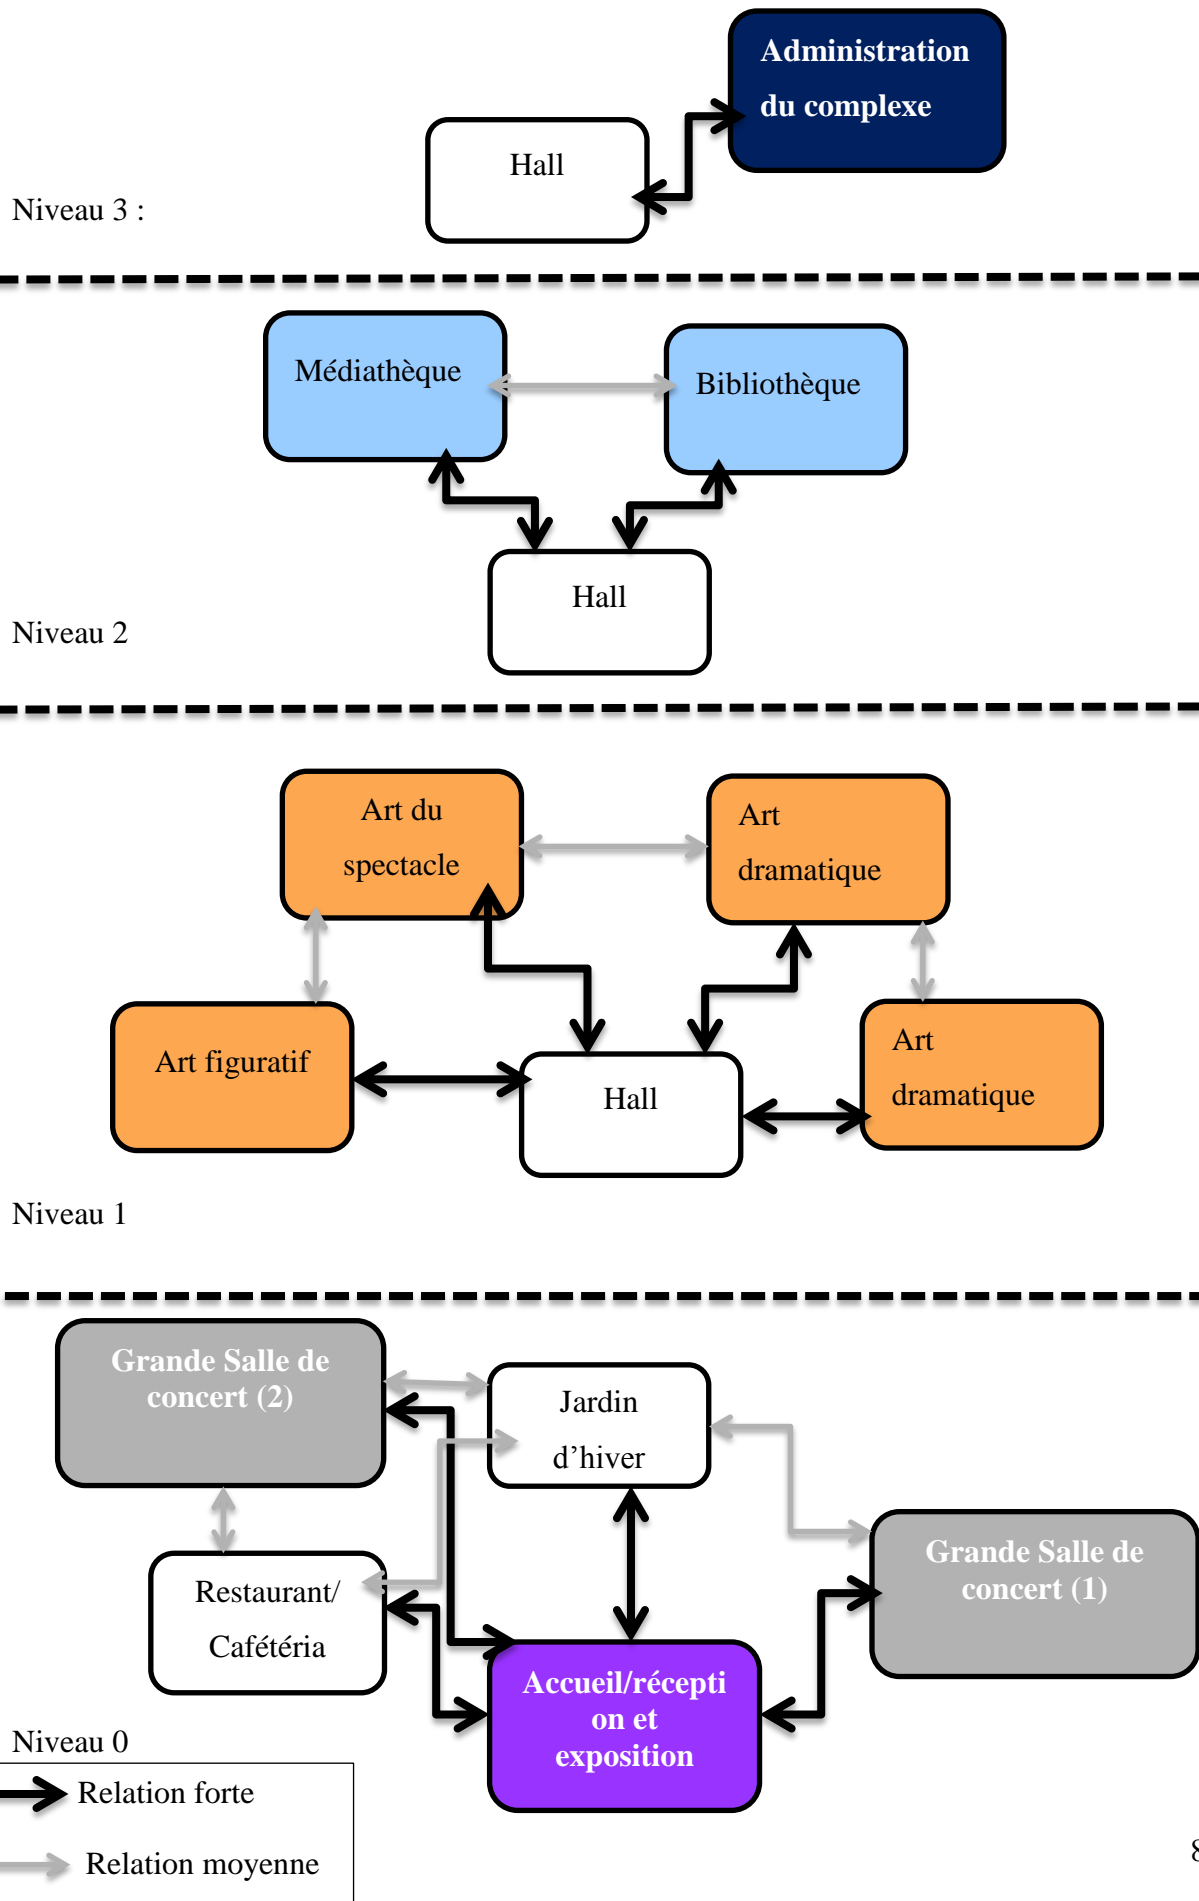 Administration
du complexe
Hall
Niveau 3 :
Médiathèque
Bibliothèque
Hall
Niveau 2
Art du
spectacle
Art
dramatique
Art figuratif
Hall
Art
dramatique
Niveau 1
Grande Salle de
concert (2)
Jardin
d’hiver
Grande Salle de
concert (1)
Restaurant/
Cafétéria
Accueil/récepti
on et
exposition
Niveau 0
Relation forte
Relation moyenne
8